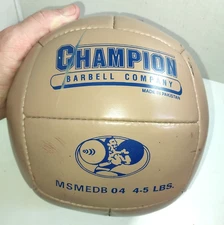 CHAMPION
BARBELL COMPANY
MADE IN PAKISTAN
MSMEDB 04 4-5 LBS.